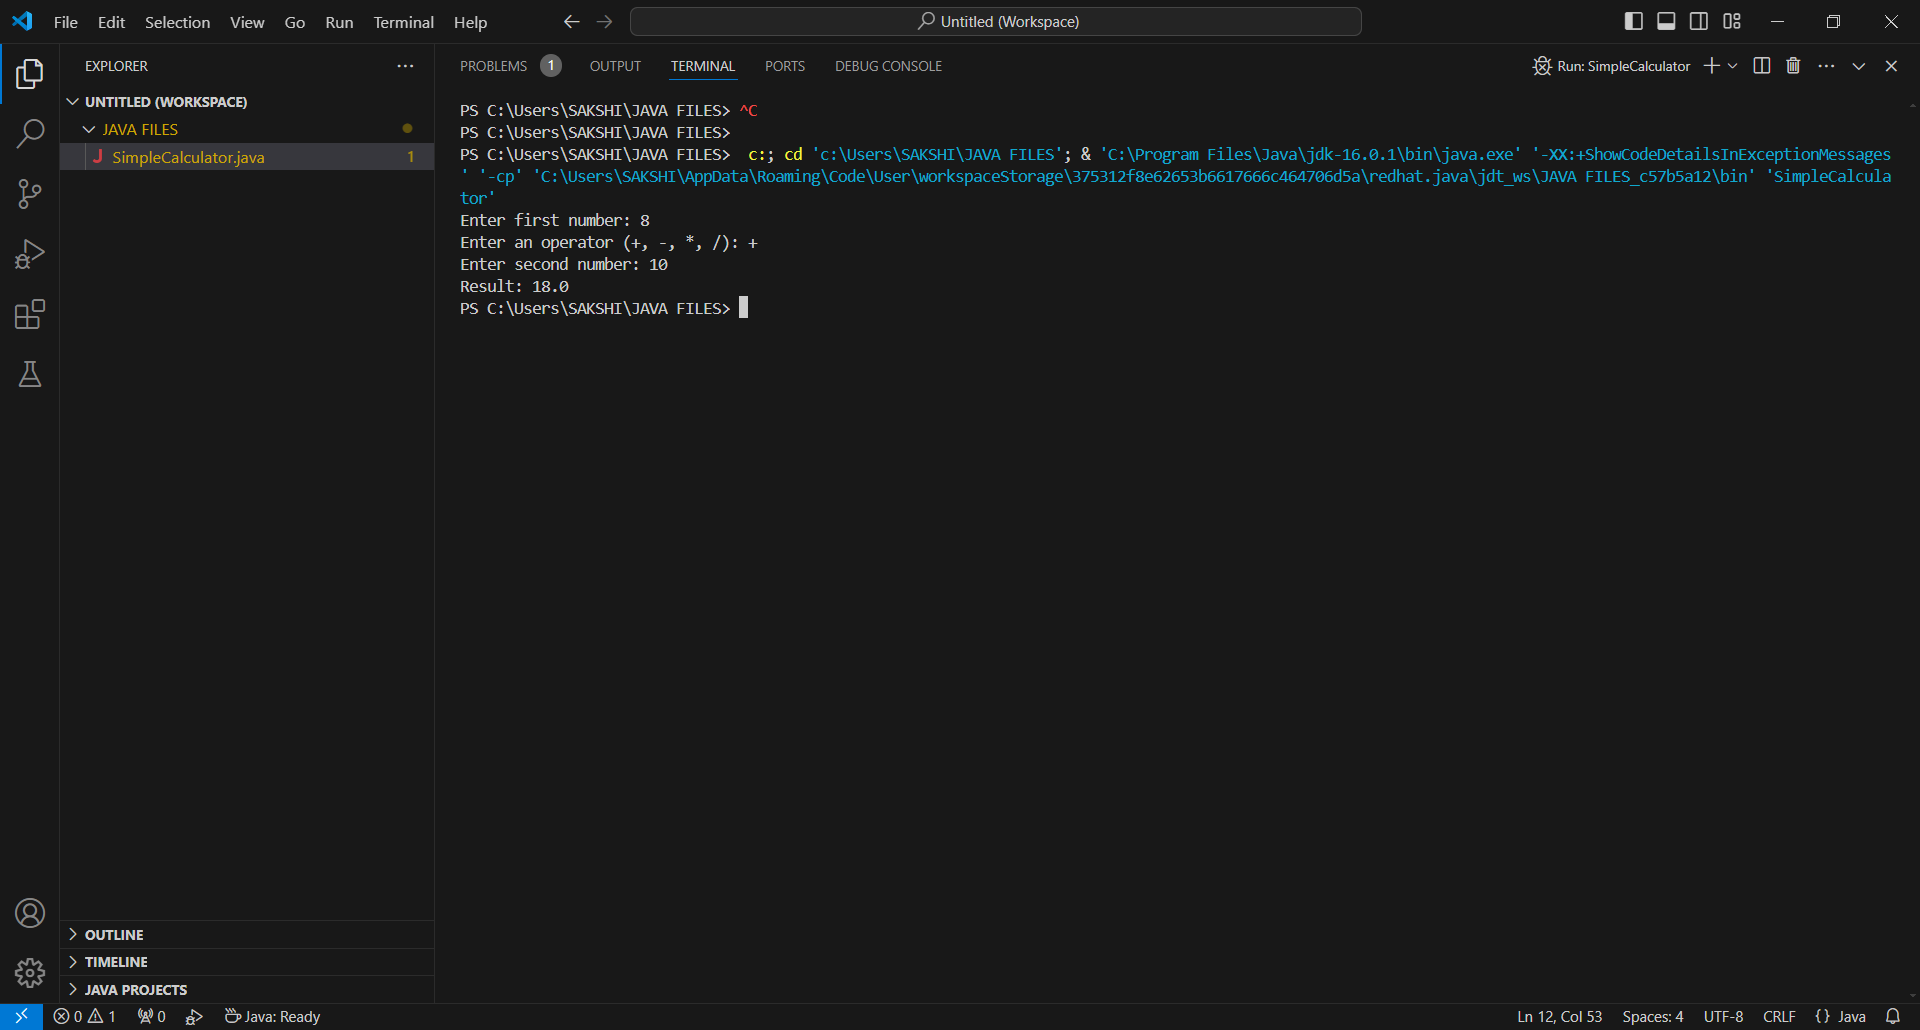 File Edit Selection View Go Run Terminal Help
Untitled (Workspace)
EXPLORER
UNTITLED (WORKSPACE)
JAVA FILES
SimpleCalculator.java 1
OUTLINE
TIMELINE
JAVA PROJECTS
PROBLEMS 1 OUTPUT TERMINAL PORTS DEBUG CONSOLE
Run: SimpleCalculator
PS C:\Users\SAKSHI\JAVA FILES> ^C
PS C:\Users\SAKSHI\JAVA FILES>
PS C:\Users\SAKSHI\JAVA FILES>  c:; cd 'c:\Users\SAKSHI\JAVA FILES'; & 'C:\Program Files\Java\jdk-16.0.1\bin\java.exe' '-XX:+ShowCodeDetailsInExceptionMessages
' '-cp' 'C:\Users\SAKSHI\AppData\Roaming\Code\User\workspaceStorage\375312f8e62653b6617666c464706d5a\redhat.java\jdt_ws\JAVA FILES_c57b5a12\bin' 'SimpleCalcula
tor'
Enter first number: 8
Enter an operator (+, -, *, /): +
Enter second number: 10
Result: 18.0
PS C:\Users\SAKSHI\JAVA FILES>
0 1 0 Java: Ready
Ln 12, Col 53 Spaces: 4 UTF-8 CRLF {} Java